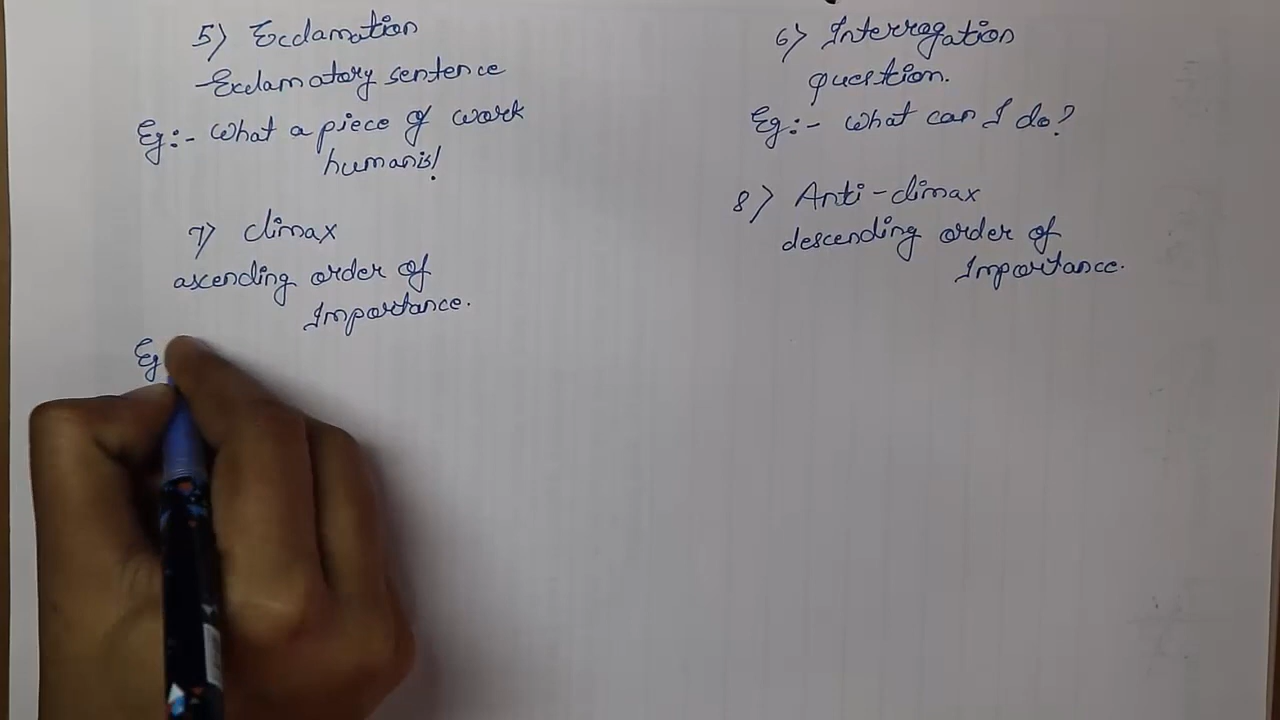 5) Exclamation
-Exclamatory sentence
Eg:- What a piece of work
human is!
6) Interrogation
question.
Eg:- What can I do?
7) climax
ascending order of
Importance.
Eg
8) Anti-climax
descending order of
Importance.